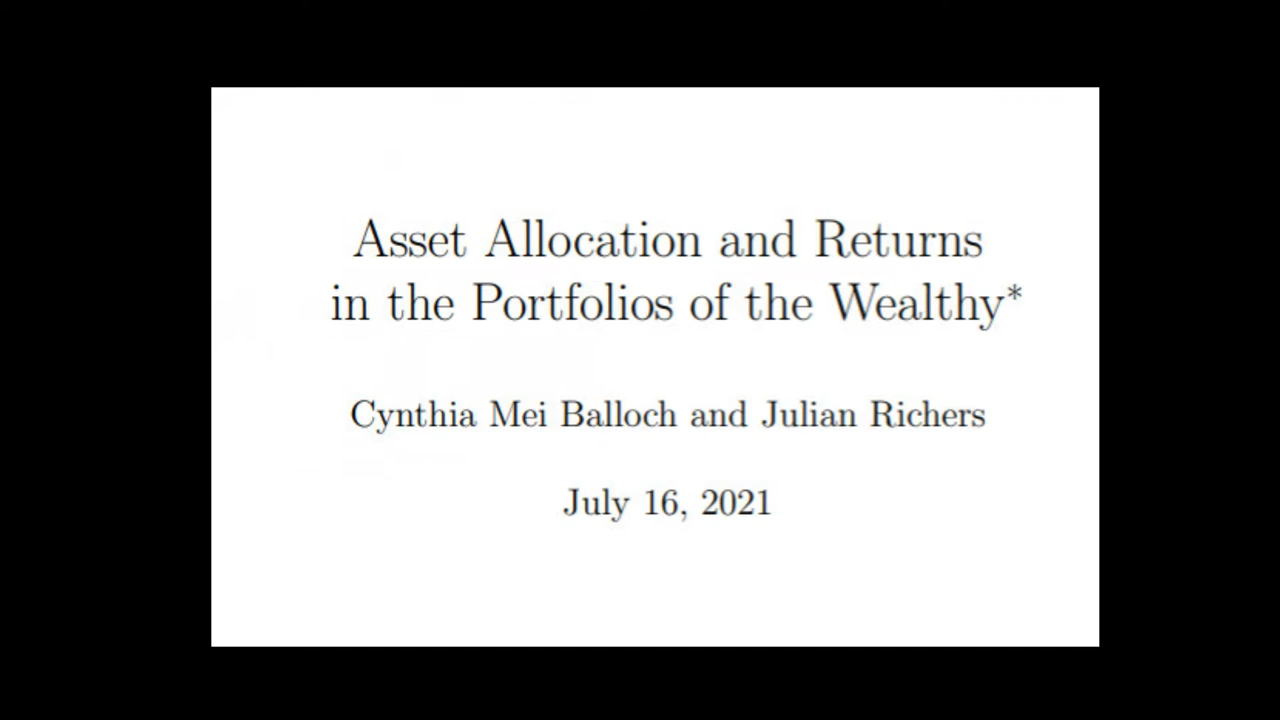 Asset Allocation and Returns
in the Portfolios of the Wealthy*
Cynthia Mei Balloch and Julian Richers
July 16, 2021